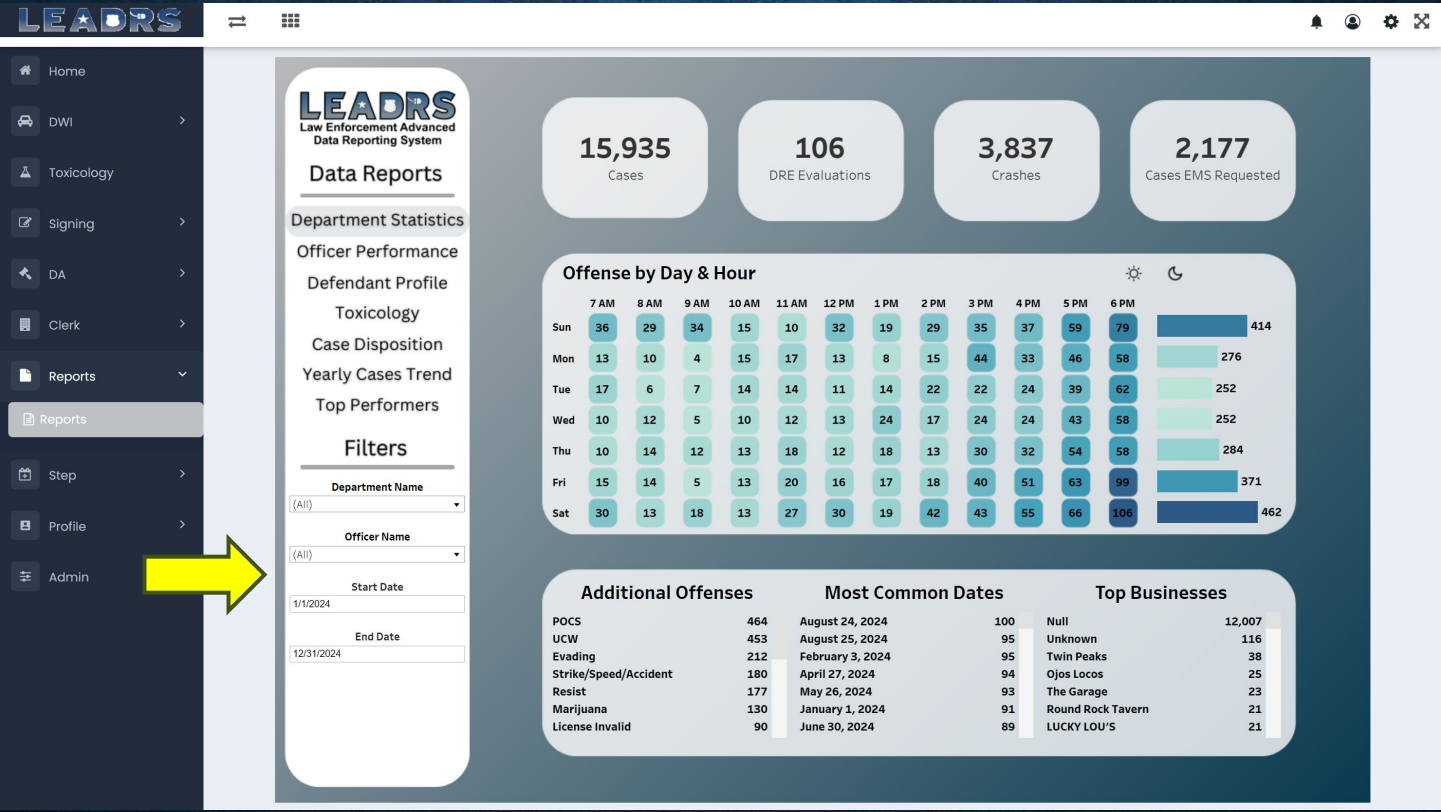 LEADRS
Home
DWI
Toxicology
Signing
DA
Clerk
Reports
Reports
Step
Profile
Admin
LEADRS
Law Enforcement Advanced
Data Reporting System
Data Reports
Department Statistics
Officer Performance
Defendant Profile
Toxicology
Case Disposition
Yearly Cases Trend
Top Performers
Filters
Department Name
(All)
Officer Name
(All)
Start Date
1/1/2024
End Date
12/31/2024
15,935
Cases
106
DRE Evaluations
3,837
Crashes
2,177
Cases EMS Requested
Offense by Day & Hour
7 AM 8 AM 9 AM 10 AM 11 AM 12 PM 1 PM 2 PM 3 PM 4 PM 5 PM 6 PM
Sun 36 29 34 15 10 32 19 29 35 37 59 79 414
Mon 13 10 4 15 17 13 8 15 44 33 46 58 276
Tue 17 6 7 14 14 11 14 22 22 24 39 62 252
Wed 10 12 5 10 12 13 24 17 24 24 43 58 252
Thu 10 14 12 13 18 12 18 13 30 32 54 58 284
Fri 15 14 5 13 20 16 17 18 40 51 63 99 371
Sat 30 13 18 13 27 30 19 42 43 55 66 106 462
Additional Offenses
POCS 464
UCW 453
Evading 212
Strike/Speed/Accident 180
Resist 177
Marijuana 130
License Invalid 90
Most Common Dates
August 24, 2024 100
August 25, 2024 95
February 3, 2024 95
April 27, 2024 94
May 26, 2024 93
January 1, 2024 91
June 30, 2024 89
Top Businesses
Null 12,007
Unknown 116
Twin Peaks 38
Ojos Locos 25
The Garage 23
Round Rock Tavern 21
LUCKY LOU'S 21